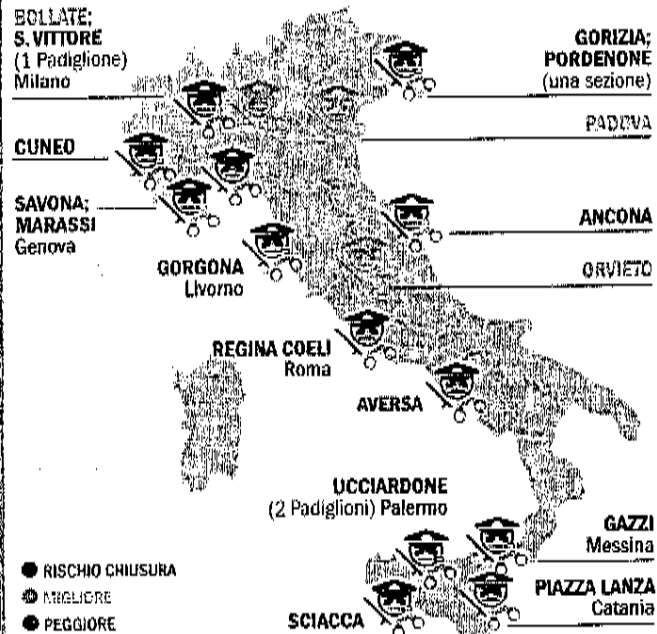 BOLLATE;
S. VITTORE
(1 Padiglione)
Milano
GORIZIA;
PORDENONE
(una sezione)
PADOVA
CUNEO
SAVONA;
MARASSI
Genova
ANCONA
GORGONA
Livorno
ORVIETO
REGINA COELI
Roma
AVERSA
UCCIARDONE
(2 Padiglioni) Palermo
GAZZI
Messina
PIAZZA LANZA
Catania
SCIACCA
RISCHIO CHIUSURA
MIGLIORE
PEGGIORE